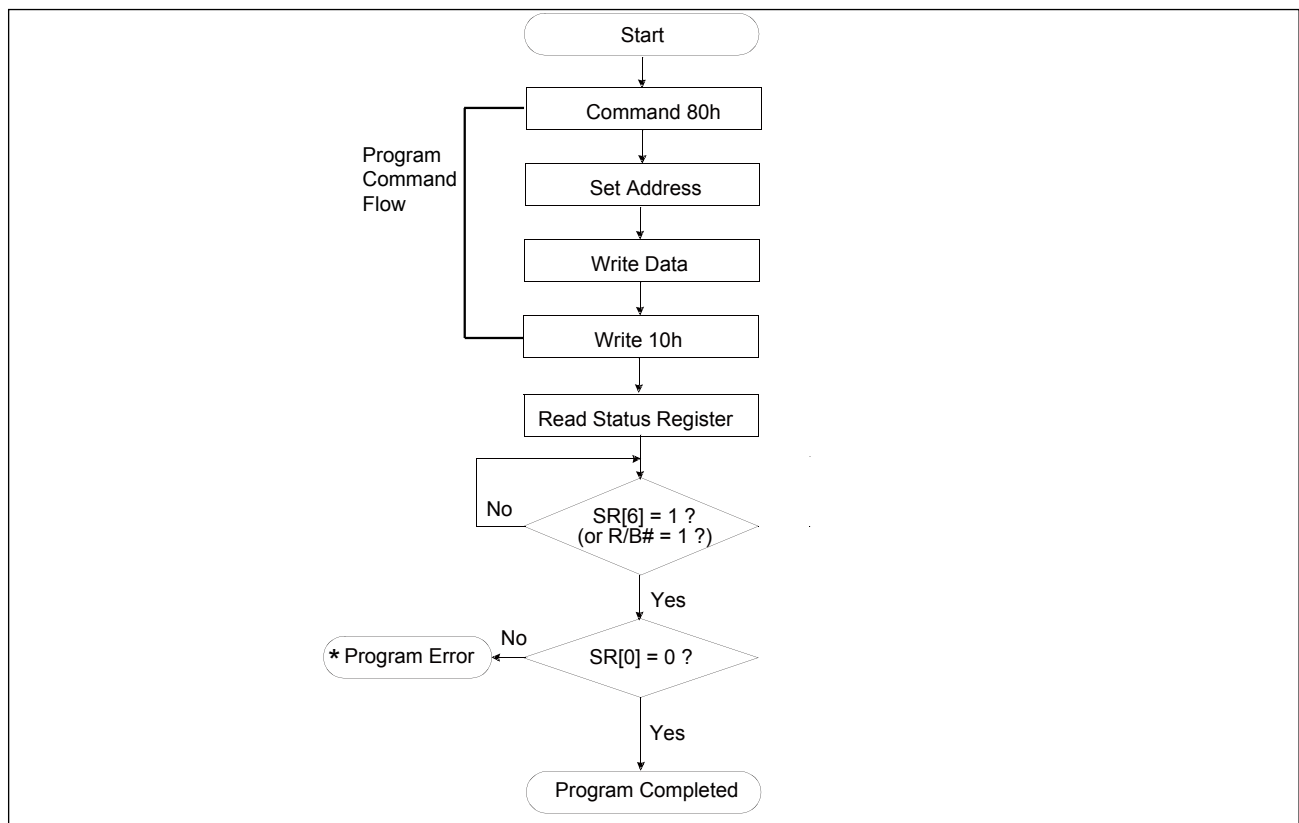 Start
Command 80h
Program
Command
Flow
Set Address
Write Data
Write 10h
Read Status Register
No
SR[6] = 1 ?
(or R/B# = 1 ?)
Yes
No
* Program Error
SR[0] = 0 ?
Yes
Program Completed